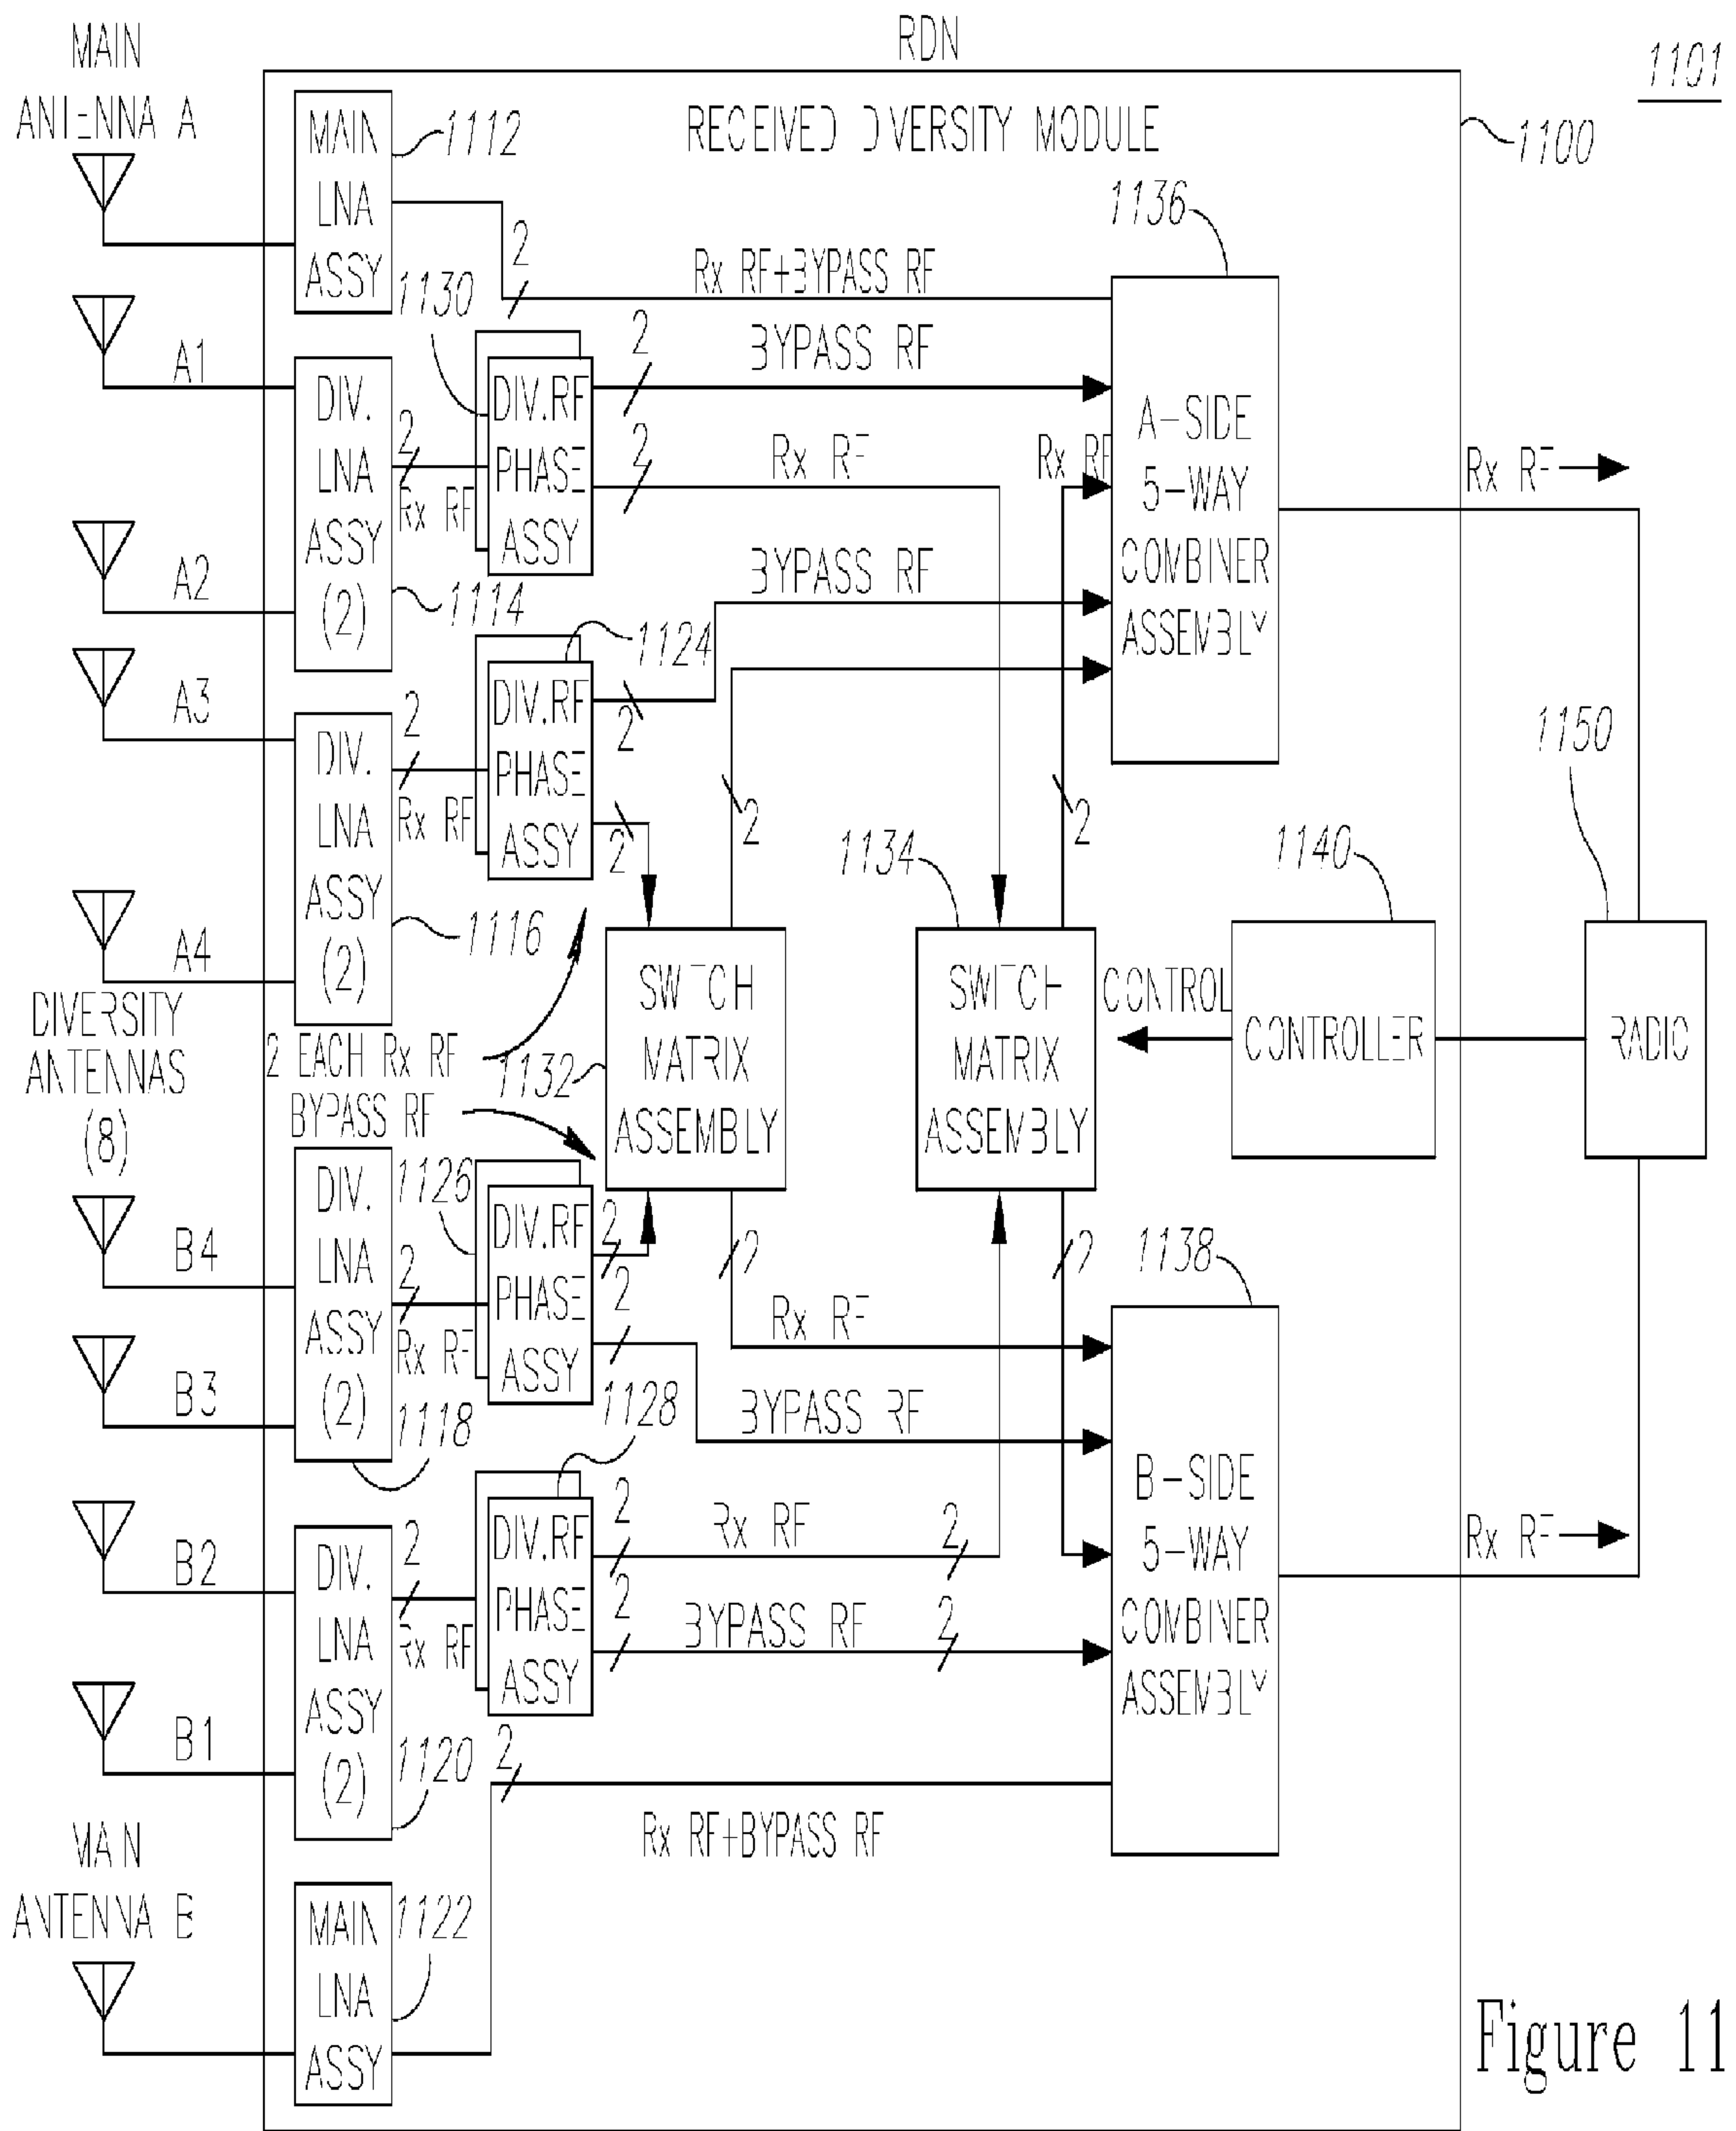 RDN
1101
MAIN
ANTENNA A
RECEIVED DIVERSITY MODULE
1100
MAIN
LNA
ASSY
1112
2
Rx RF+BYPASS RF
1136
A1
1130
DIV.
LNA
ASSY
(2)
1114
2
Rx RF
DIV.RF
PHASE
ASSY
2
BYPASS RF
2
Rx RF
Rx RF
A-SIDE
5-WAY
COMBINER
ASSEMBLY
Rx RF
A2
BYPASS RF
1124
A3
DIV.
LNA
ASSY
(2)
1116
2
Rx RF
DIV.RF
PHASE
ASSY
2
2
2
2
1134
1140
1150
A4
DIVERSITY
ANTENNAS
(8)
2 EACH Rx RF
BYPASS RF
1132
SWITCH
MATRIX
ASSEMBLY
SWITCH
MATRIX
ASSEMBLY
CONTROL
CONTROLLER
RADIO
B4
DIV.
LNA
ASSY
(2)
1118
1126
2
Rx RF
DIV.RF
PHASE
ASSY
2
2
2
2
1138
Rx RF
B3
BYPASS RF
1128
B2
DIV.
LNA
ASSY
(2)
1120
2
Rx RF
DIV.RF
PHASE
ASSY
2
Rx RF
2
2
BYPASS RF
2
B-SIDE
5-WAY
COMBINER
ASSEMBLY
Rx RF
B1
2
Rx RF+BYPASS RF
MAIN
ANTENNA B
MAIN
LNA
ASSY
1122
Figure 11